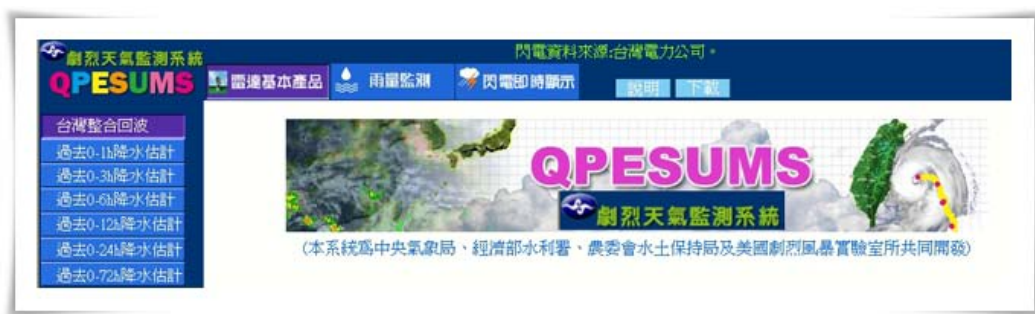 閃電資料來源:台灣電力公司。
劇烈天氣監測系統
QPESUMS
雷達基本產品
雨量監測
閃電即時顯示
說明
下載
台灣整合回波
過去0-1h降水估計
過去0-3h降水估計
過去0-6h降水估計
過去0-12h降水估計
過去0-24h降水估計
過去0-72h降水估計
QPESUMS
劇烈天氣監測系統
(本系統為中央氣象局、經濟部水利署、農委會水土保持局及美國劇烈風暴實驗室所共同開發)